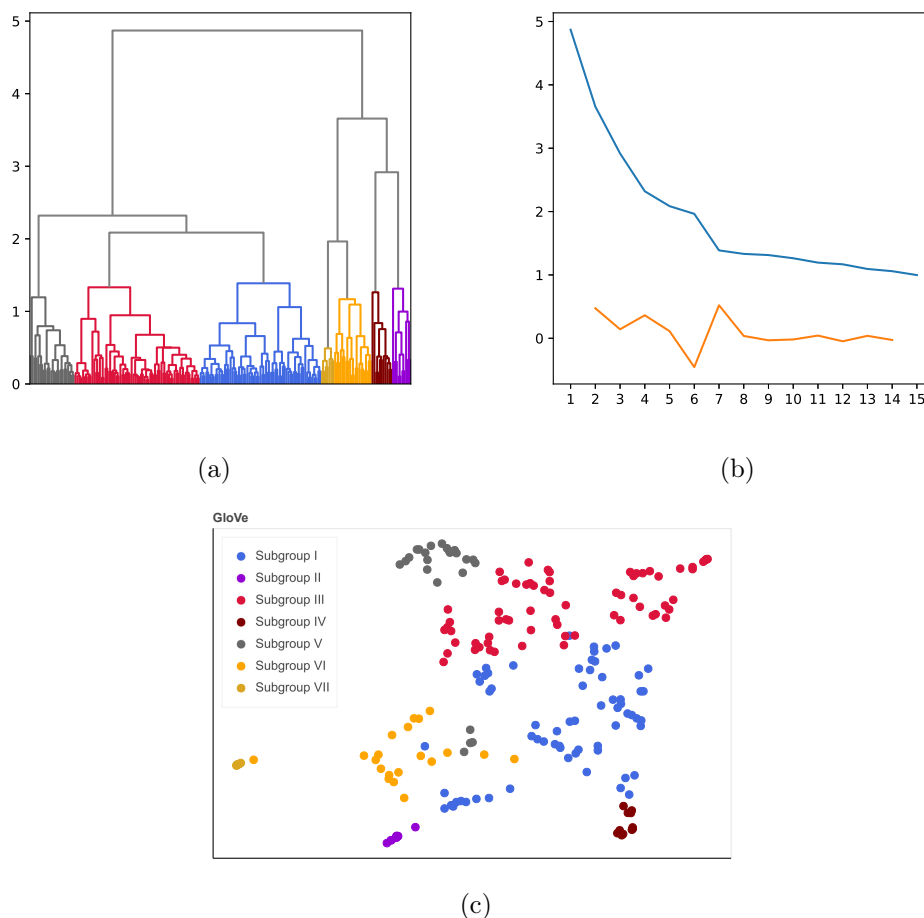 5
4
3
2
1
0
(a)
5
4
3
2
1
0
1 2 3 4 5 6 7 8 9 10 11 12 13 14 15
(b)
GloVe
Subgroup I
Subgroup II
Subgroup III
Subgroup IV
Subgroup V
Subgroup VI
Subgroup VII
(c)